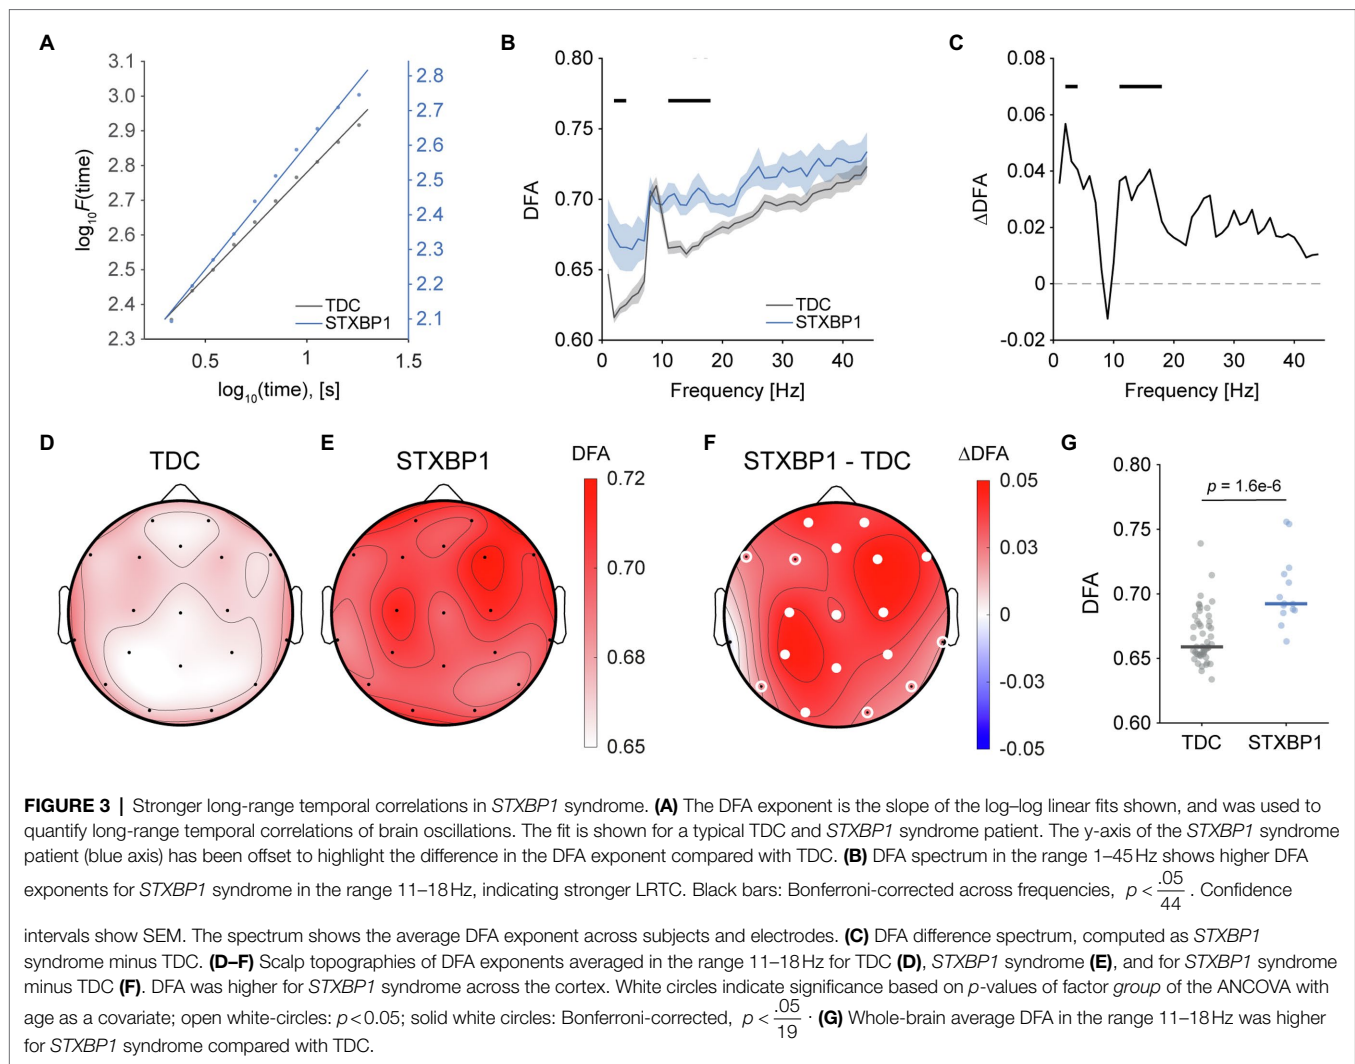 A
3.1
3.0
2.9
2.8
2.7
2.6
2.5
2.4
2.3
log10F(time)
2.8
2.7
2.6
2.5
2.4
2.3
2.2
2.1
TDC
STXBP1
0.5
1
1.5
log10(time), [s]
B
0.80
0.75
0.70
0.65
0.60
DFA
TDC
STXBP1
0
10
20
30
40
Frequency [Hz]
C
0.08
0.06
0.04
0.02
0
-0.02
ΔDFA
0
10
20
30
40
Frequency [Hz]
D
TDC
E
STXBP1
DFA
0.72
0.70
0.68
0.65
F
STXBP1 - TDC
ΔDFA
0.05
0.03
0
-0.03
-0.05
G
0.80
0.75
0.70
0.65
0.60
DFA
p = 1.6e-6
TDC
STXBP1
FIGURE 3 | Stronger long-range temporal correlations in STXBP1 syndrome. (A) The DFA exponent is the slope of the log–log linear fits shown, and was used to
quantify long-range temporal correlations of brain oscillations. The fit is shown for a typical TDC and STXBP1 syndrome patient. The y-axis of the STXBP1 syndrome
patient (blue axis) has been offset to highlight the difference in the DFA exponent compared with TDC. (B) DFA spectrum in the range 1–45 Hz shows higher DFA
exponents for STXBP1 syndrome in the range 11–18 Hz, indicating stronger LRTC. Black bars: Bonferroni-corrected across frequencies, p < .05/44 . Confidence
intervals show SEM. The spectrum shows the average DFA exponent across subjects and electrodes. (C) DFA difference spectrum, computed as STXBP1
syndrome minus TDC. (D–F) Scalp topographies of DFA exponents averaged in the range 11–18 Hz for TDC (D), STXBP1 syndrome (E), and for STXBP1 syndrome
minus TDC (F). DFA was higher for STXBP1 syndrome across the cortex. White circles indicate significance based on p-values of factor group of the ANCOVA with
age as a covariate; open white-circles: p < 0.05; solid white circles: Bonferroni-corrected, p < .05/19 . (G) Whole-brain average DFA in the range 11–18 Hz was higher
for STXBP1 syndrome compared with TDC.